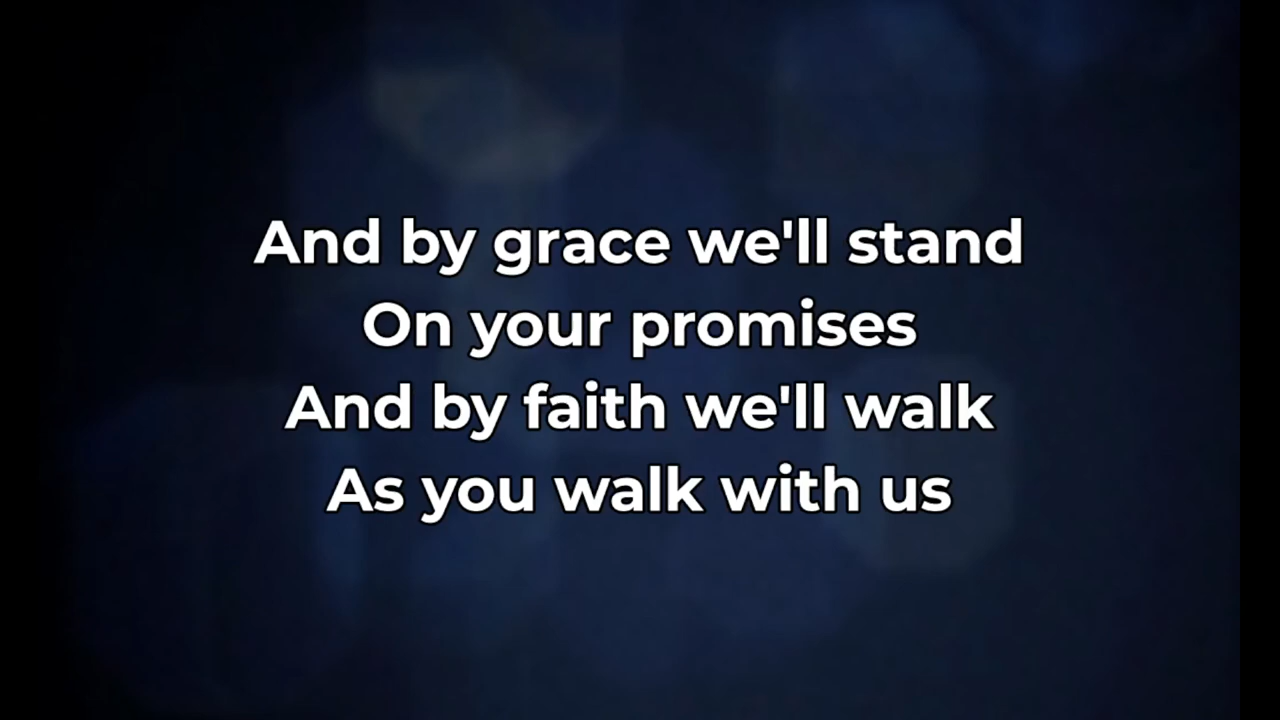 And by grace we'll stand
On your promises
And by faith we'll walk
As you walk with us